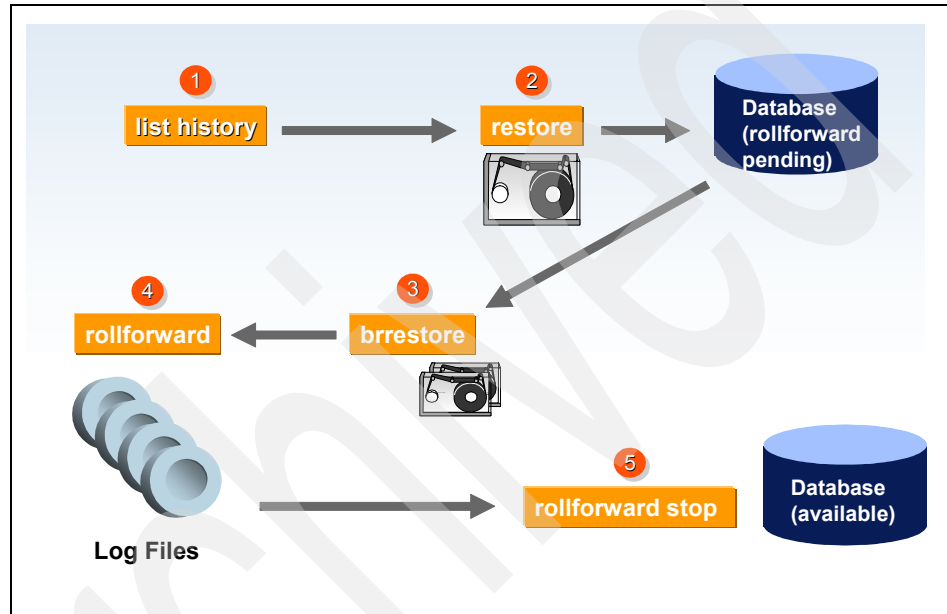 1
list history
2
restore
Database
(rollforward
pending)
4
rollforward
3
brrestore
Log Files
5
rollforward stop
Database
(available)